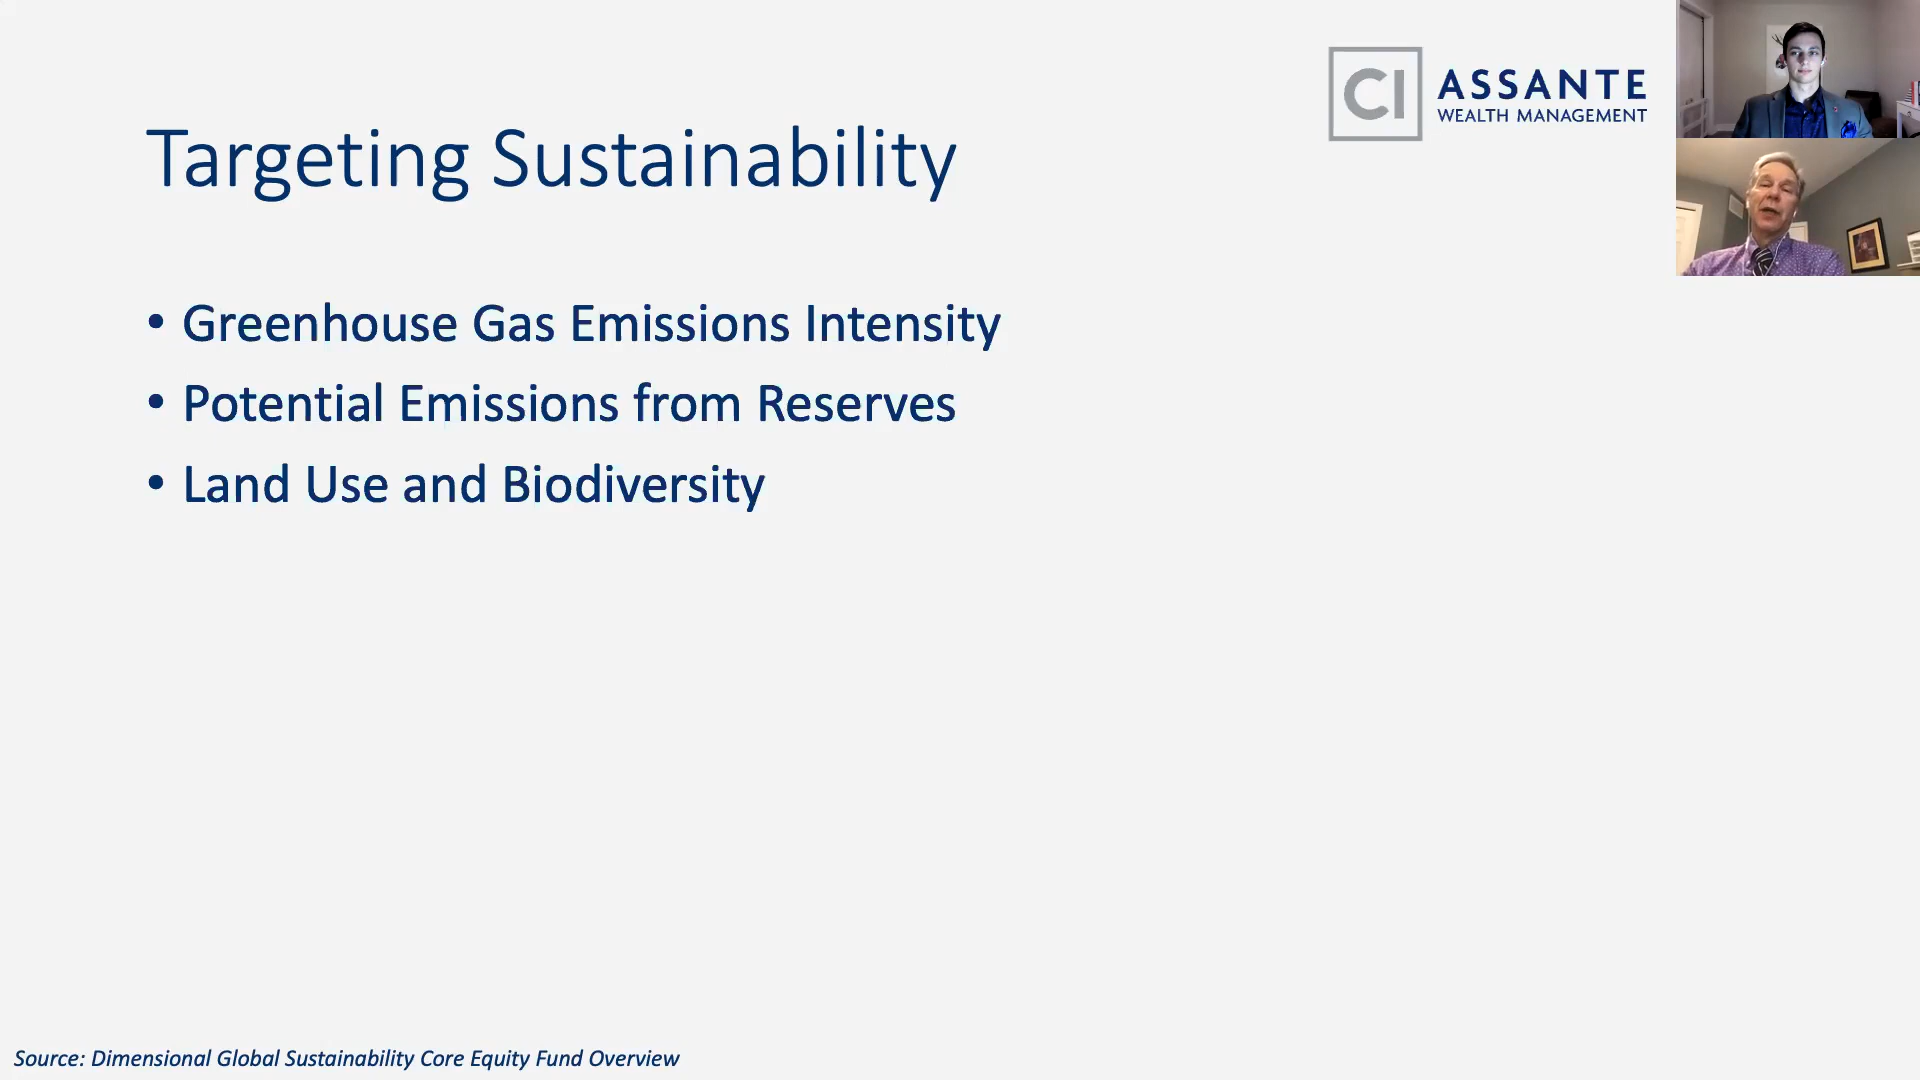 CI ASSANTE
WEALTH MANAGEMENT
Targeting Sustainability
• Greenhouse Gas Emissions Intensity
• Potential Emissions from Reserves
• Land Use and Biodiversity
Source: Dimensional Global Sustainability Core Equity Fund Overview